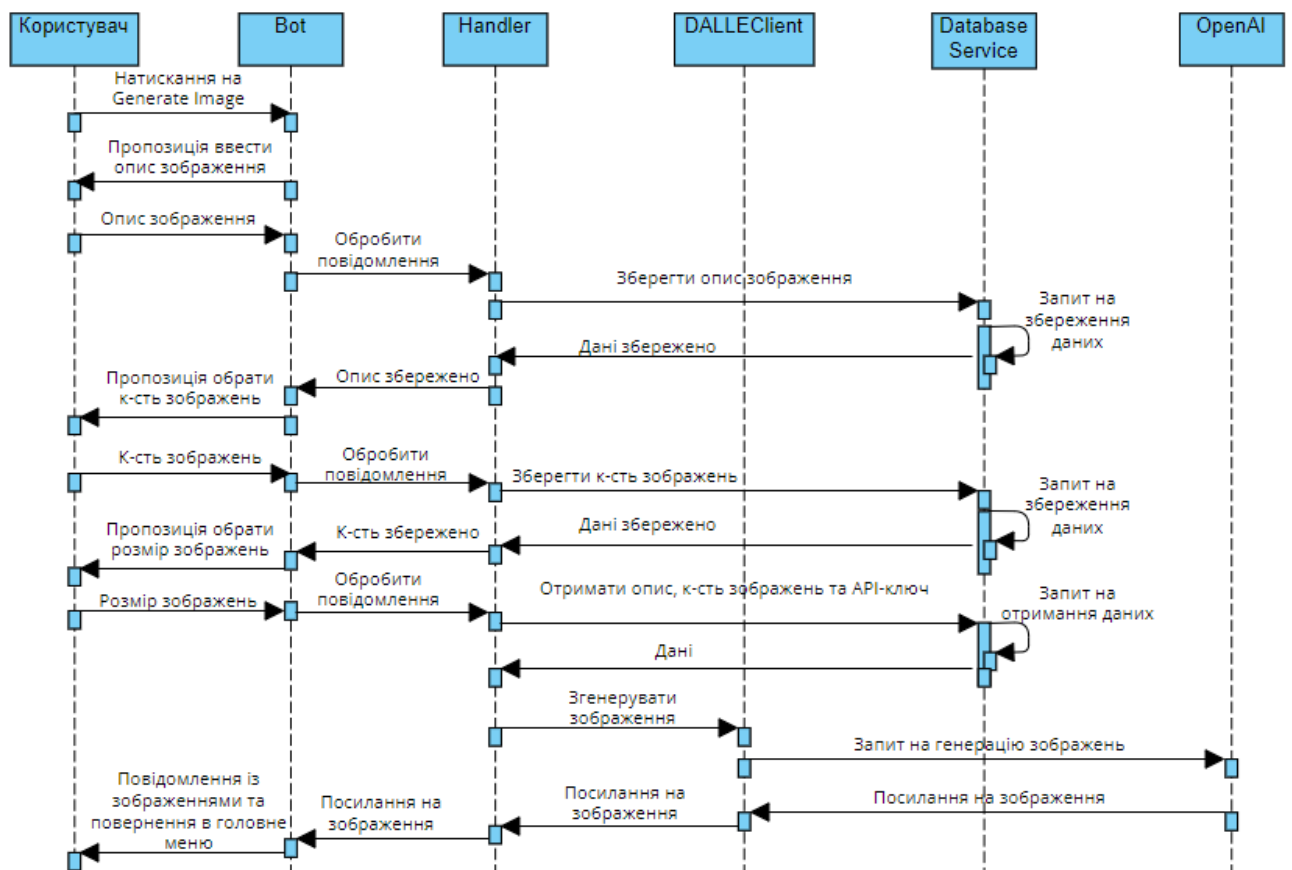 Користувач
Bot
Handler
DALLEClient
Database
Service
OpenAI
Натискання на
Generate Image
Пропозиція ввести
опис зображення
Опис зображення
Обробити
повідомлення
Зберегти опис зображення
Запит на
збереження
даних
Дані збережено
Опис збережено
Пропозиція обрати
к-сть зображень
К-сть зображень
Обробити
повідомлення
Зберегти к-сть зображень
Запит на
збереження
даних
Дані збережено
К-сть збережено
Пропозиція обрати
розмір зображень
Розмір зображень
Обробити
повідомлення
Отримати опис, к-сть зображень та API-ключ
Запит на
отримання даних
Дані
Згенерувати
зображення
Запит на генерацію зображень
Посилання на зображення
Посилання на
зображення
Посилання на
зображення
Повідомлення із
зображеннями та
повернення в головне
меню